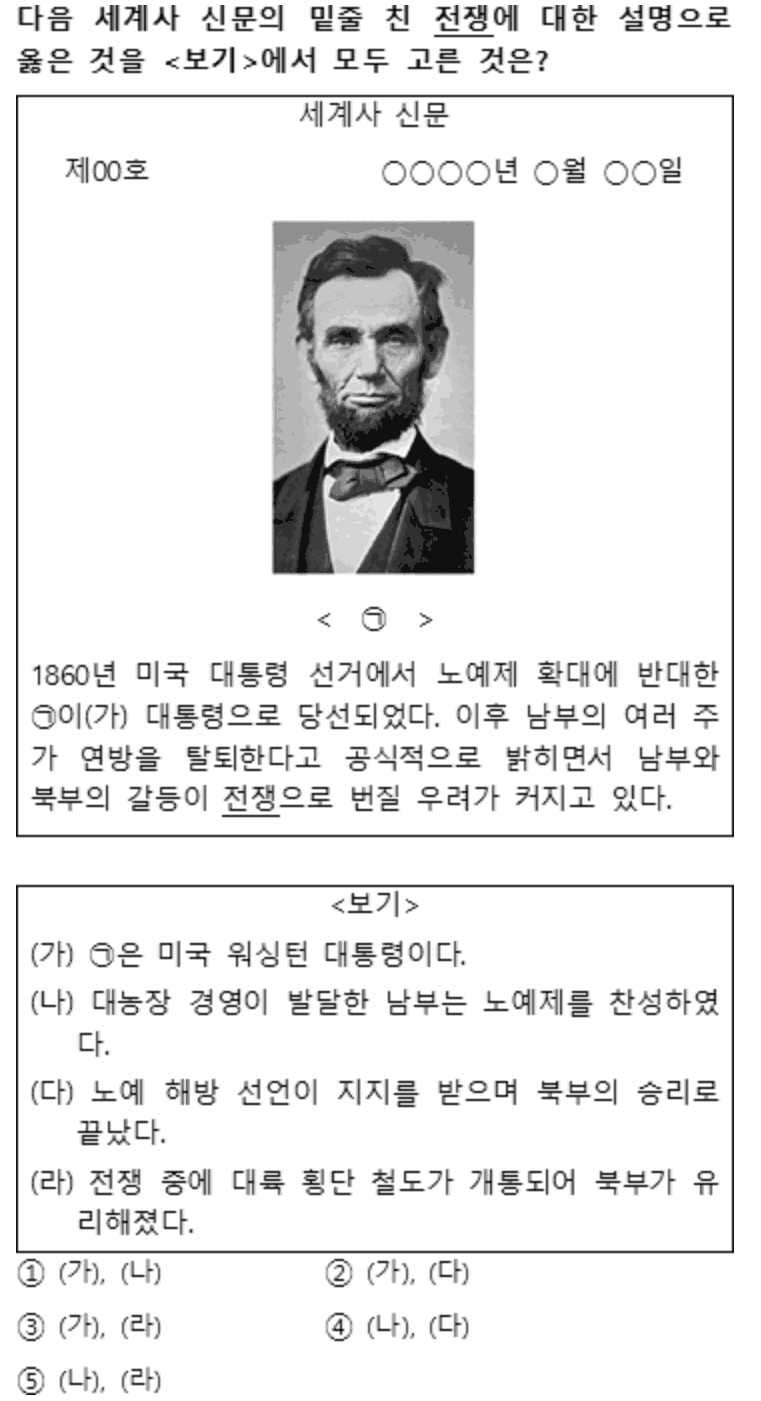 다음 세계사 신문의 밑줄 친 전쟁에 대한 설명으로
옳은 것을 <보기>에서 모두 고른 것은?
세계사 신문
제00호 ○○○○년 ○월 ○○일
< ㉠ >
1860년 미국 대통령 선거에서 노예제 확대에 반대한
㉠이(가) 대통령으로 당선되었다. 이후 남부의 여러 주
가 연방을 탈퇴한다고 공식적으로 밝히면서 남부와
북부의 갈등이 전쟁으로 번질 우려가 커지고 있다.
<보기>
(가) ㉠은 미국 워싱턴 대통령이다.
(나) 대농장 경영이 발달한 남부는 노예제를 찬성하였
다.
(다) 노예 해방 선언이 지지를 받으며 북부의 승리로
끝났다.
(라) 전쟁 중에 대륙 횡단 철도가 개통되어 북부가 유
리해졌다.
① (가), (나) ② (가), (다)
③ (가), (라) ④ (나), (다)
⑤ (나), (라)